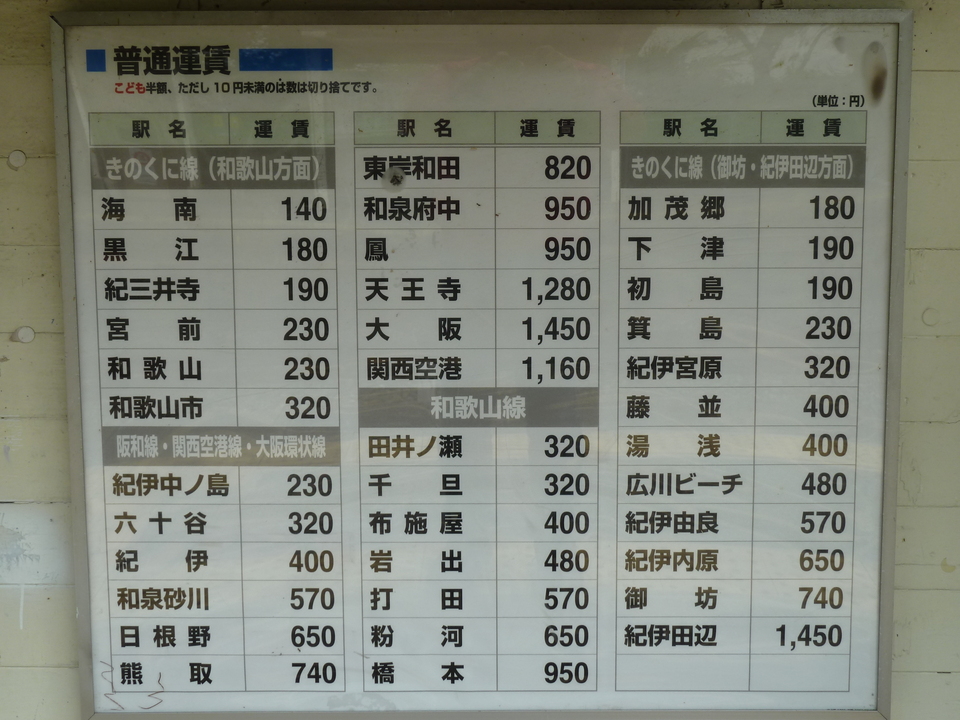 普通運賃
こども半額、ただし10円未満のは数は切り捨てです。
(単位:円)
駅名 運賃
きのくに線(和歌山方面)
海南 140
黒江 180
紀三井寺 190
宮前 230
和歌山 230
和歌山市 320
阪和線・関西空港線・大阪環状線
紀伊中ノ島 230
六十谷 320
紀伊 400
和泉砂川 570
日根野 650
熊取 740
駅名 運賃
東岸和田 820
和泉府中 950
鳳 950
天王寺 1,280
大阪 1,450
関西空港 1,160
和歌山線
田井ノ瀬 320
千旦 320
布施屋 400
岩出 480
打田 570
粉河 650
橋本 950
駅名 運賃
きのくに線(御坊・紀伊田辺方面)
加茂郷 180
下津 190
初島 190
箕島 230
紀伊宮原 320
藤並 400
湯浅 400
広川ビーチ 480
紀伊由良 570
紀伊内原 650
御坊 740
紀伊田辺 1,450